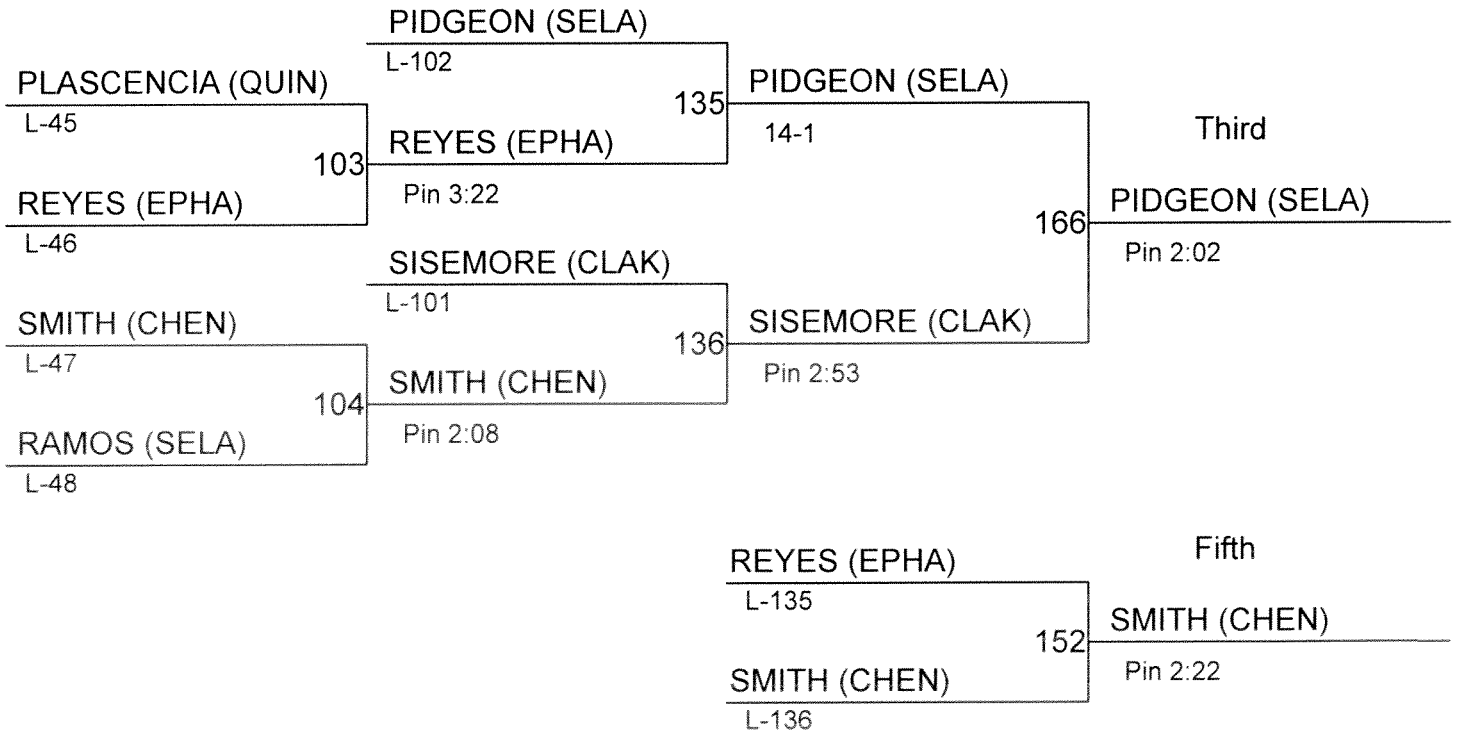 PIDGEON (SELA)
L-102
PLASCENCIA (QUIN)
L-45
135
PIDGEON (SELA)
14-1
Third
103
REYES (EPHA)
Pin 3:22
REYES (EPHA)
L-46
166
PIDGEON (SELA)
Pin 2:02
SISEMORE (CLAK)
L-101
SMITH (CHEN)
L-47
136
SISEMORE (CLAK)
Pin 2:53
104
SMITH (CHEN)
Pin 2:08
RAMOS (SELA)
L-48
Fifth
REYES (EPHA)
L-135
152
SMITH (CHEN)
Pin 2:22
SMITH (CHEN)
L-136